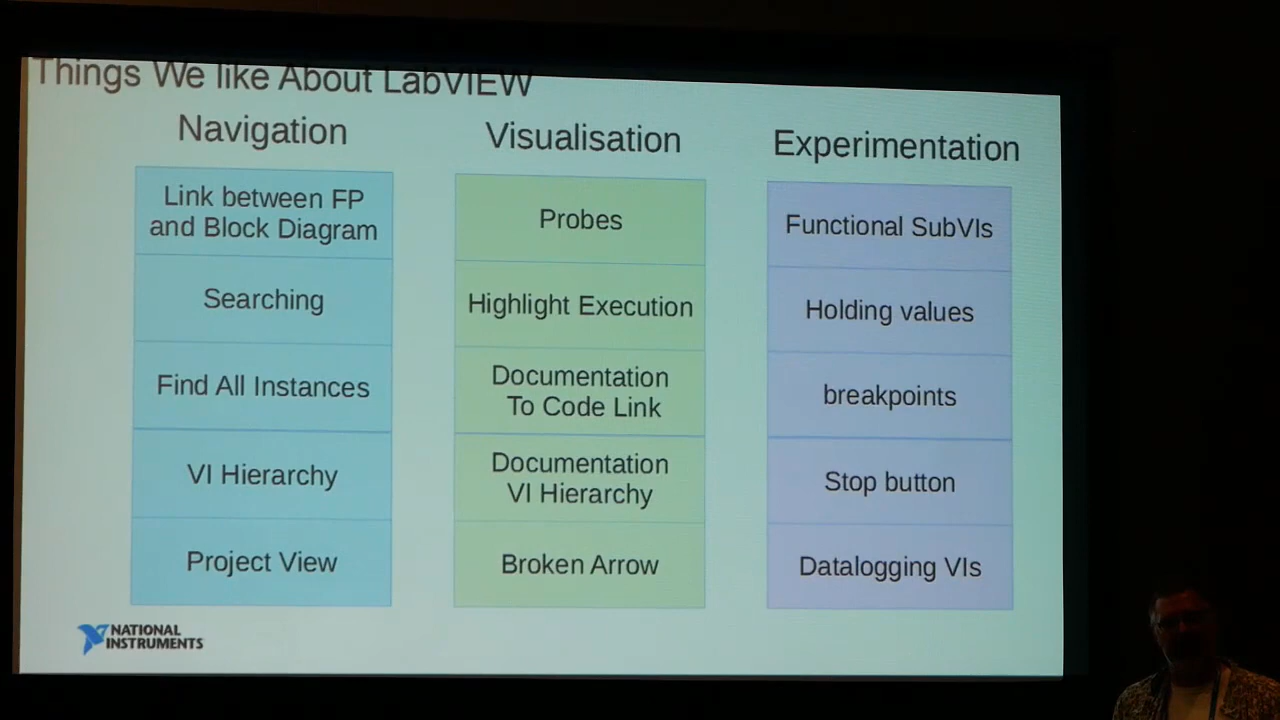 Things We like About LabVIEW
Navigation
Link between FP
and Block Diagram
Searching
Find All Instances
VI Hierarchy
Project View
Visualisation
Probes
Highlight Execution
Documentation
To Code Link
Documentation
VI Hierarchy
Broken Arrow
Experimentation
Functional SubVIs
Holding values
breakpoints
Stop button
Datalogging VIs
NATIONAL
INSTRUMENTS